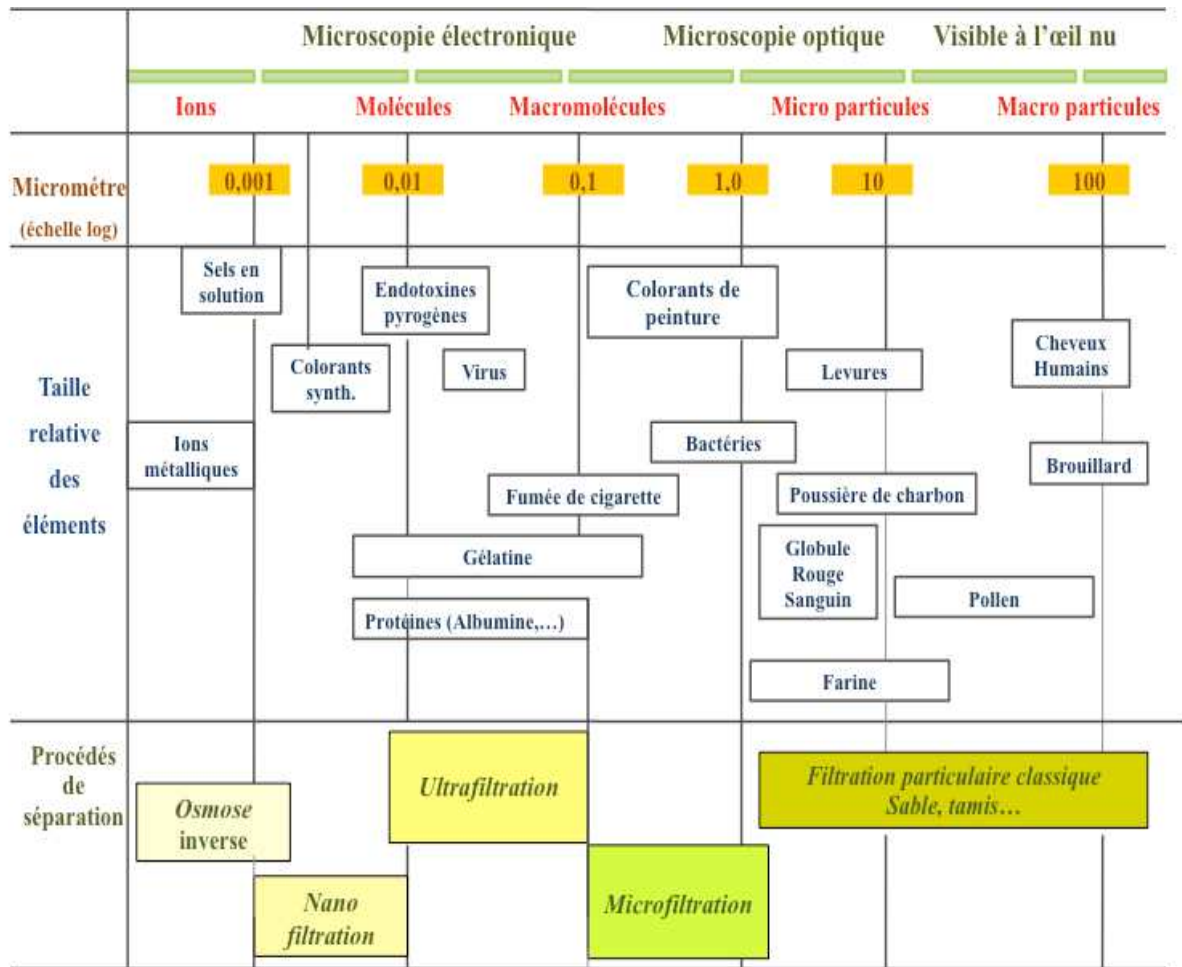 Microscopie électronique
Microscopie optique
Visible à l'œil nu
Ions
Molécules
Macromolécules
Micro particules
Macro particules
Micrométre
(échelle log)
0,001
0,01
0,1
1,0
10
100
Taille
relative
des
éléments
Sels en
solution
Endotoxines
pyrogènes
Colorants de
peinture
Colorants
synth.
Virus
Levures
Cheveux
Humains
Ions
métalliques
Bactéries
Brouillard
Fumée de cigarette
Poussière de charbon
Gélatine
Globule
Rouge
Sanguin
Pollen
Protéines (Albumine,…)
Farine
Procédés
de
séparation
Osmose
inverse
Ultrafiltration
Filtration particulaire classique
Sable, tamis…
Nano
filtration
Microfiltration